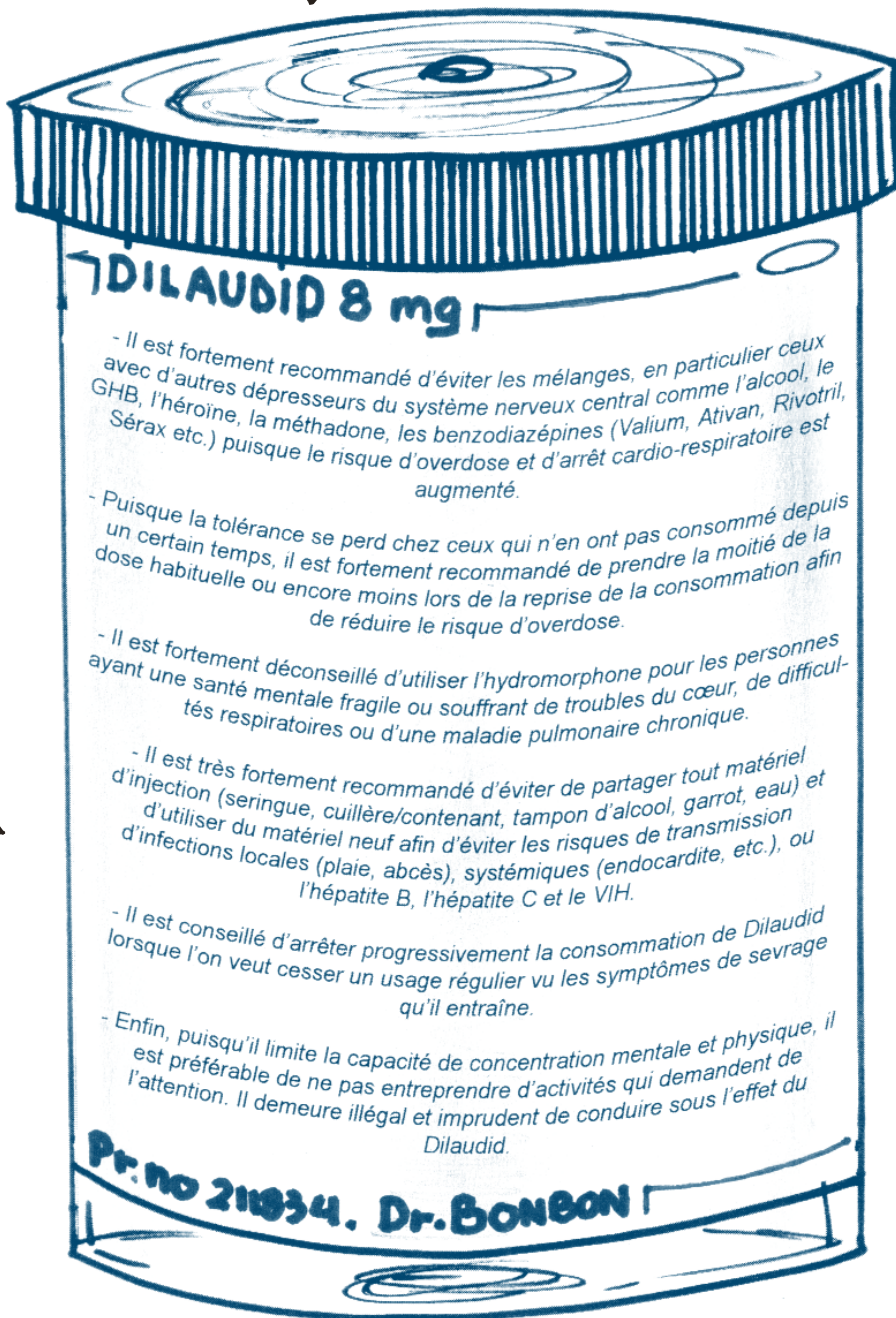 DILAUDID 8 mg
- Il est fortement recommandé d'éviter les mélanges, en particulier ceux
avec d'autres dépresseurs du système nerveux central comme l'alcool, le
GHB, l'héroïne, la méthadone, les benzodiazépines (Valium, Ativan, Rivotril,
Sérax etc.) puisque le risque d'overdose et d'arrêt cardio-respiratoire est
augmenté.
- Puisque la tolérance se perd chez ceux qui n'en ont pas consommé depuis
un certain temps, il est fortement recommandé de prendre la moitié de la
dose habituelle ou encore moins lors de la reprise de la consommation afin
de réduire le risque d'overdose.
- Il est fortement déconseillé d'utiliser l'hydromorphone pour les personnes
ayant une santé mentale fragile ou souffrant de troubles du cœur, de difficul-
tés respiratoires ou d'une maladie pulmonaire chronique.
- Il est très fortement recommandé d'éviter de partager tout matériel
d'injection (seringue, cuillère/contenant, tampon d'alcool, garrot, eau) et
d'utiliser du matériel neuf afin d'éviter les risques de transmission
d'infections locales (plaie, abcès), systémiques (endocardite, etc.), ou
l'hépatite B, l'hépatite C et le VIH.
- Il est conseillé d'arrêter progressivement la consommation de Dilaudid
lorsque l'on veut cesser un usage régulier vu les symptômes de sevrage
qu'il entraîne.
- Enfin, puisqu'il limite la capacité de concentration mentale et physique, il
est préférable de ne pas entreprendre d'activités qui demandent de
l'attention. Il demeure illégal et imprudent de conduire sous l'effet du
Dilaudid.
Pr. no 211834. Dr. BONBON